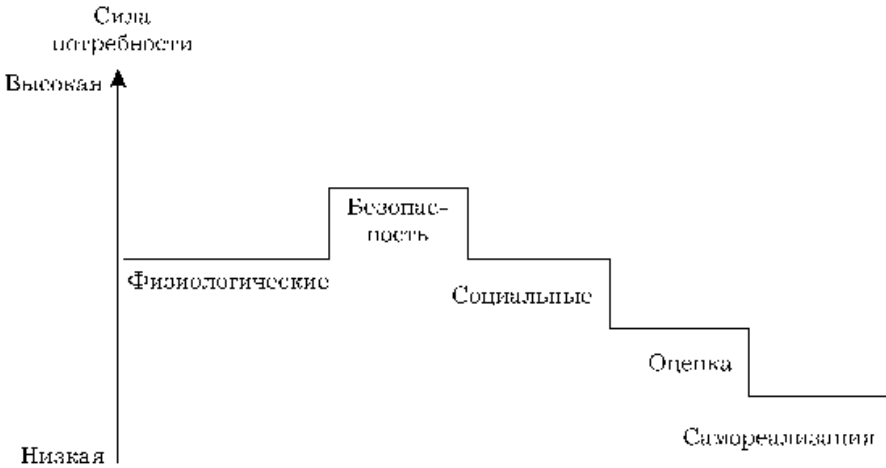 Сила
потребности
Высокая
Безопас-
ность
Физиологические
Социальные
Оценка
Самореализация
Низкая